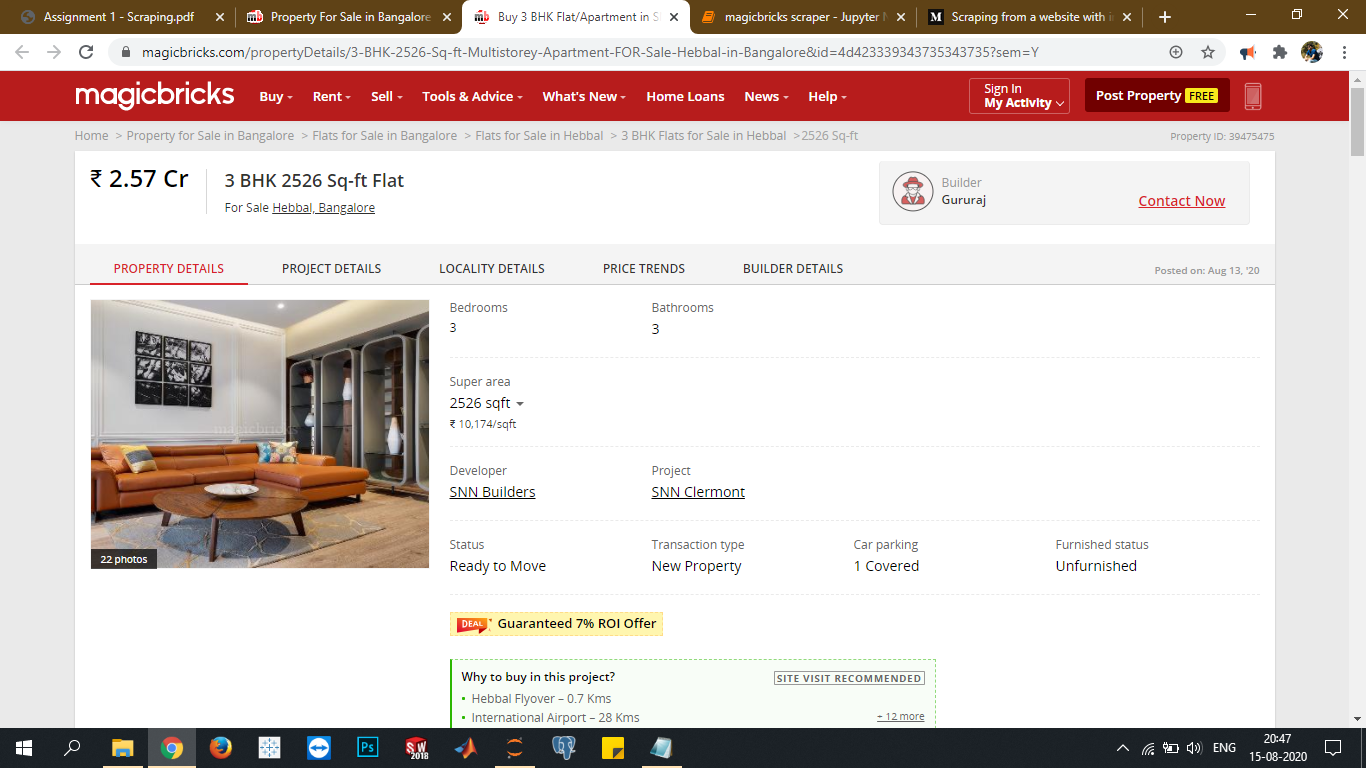 Assignment 1 - Scraping.pdf
Property For Sale in Bangalore
Buy 3 BHK Flat/Apartment in S
magicbricks scraper - Jupyter
Scraping from a website with i
magicbricks.com/propertyDetails/3-BHK-2526-Sq-ft-Multistorey-Apartment-FOR-Sale-Hebbal-in-Bangalore&id=4d423339343735343735?sem=Y
magicbricks
Buy
Rent
Sell
Tools & Advice
What's New
Home Loans
News
Help
Sign In
My Activity
Post Property FREE
Home > Property for Sale in Bangalore > Flats for Sale in Bangalore > Flats for Sale in Hebbal > 3 BHK Flats for Sale in Hebbal >2526 Sq-ft
Property ID: 39475475
₹ 2.57 Cr
3 BHK 2526 Sq-ft Flat
For Sale Hebbal, Bangalore
Builder
Gururaj
Contact Now
PROPERTY DETAILS
PROJECT DETAILS
LOCALITY DETAILS
PRICE TRENDS
BUILDER DETAILS
Posted on: Aug 13, '20
magicbricks
22 photos
Bedrooms
3
Bathrooms
3
Super area
2526 sqft
₹ 10,174/sqft
Developer
SNN Builders
Project
SNN Clermont
Status
Ready to Move
Transaction type
New Property
Car parking
1 Covered
Furnished status
Unfurnished
DEAL Guaranteed 7% ROI Offer
Why to buy in this project?
SITE VISIT RECOMMENDED
• Hebbal Flyover – 0.7 Kms
• International Airport – 28 Kms
+ 12 more
Ps
SW
2018
ENG
20:47
15-08-2020